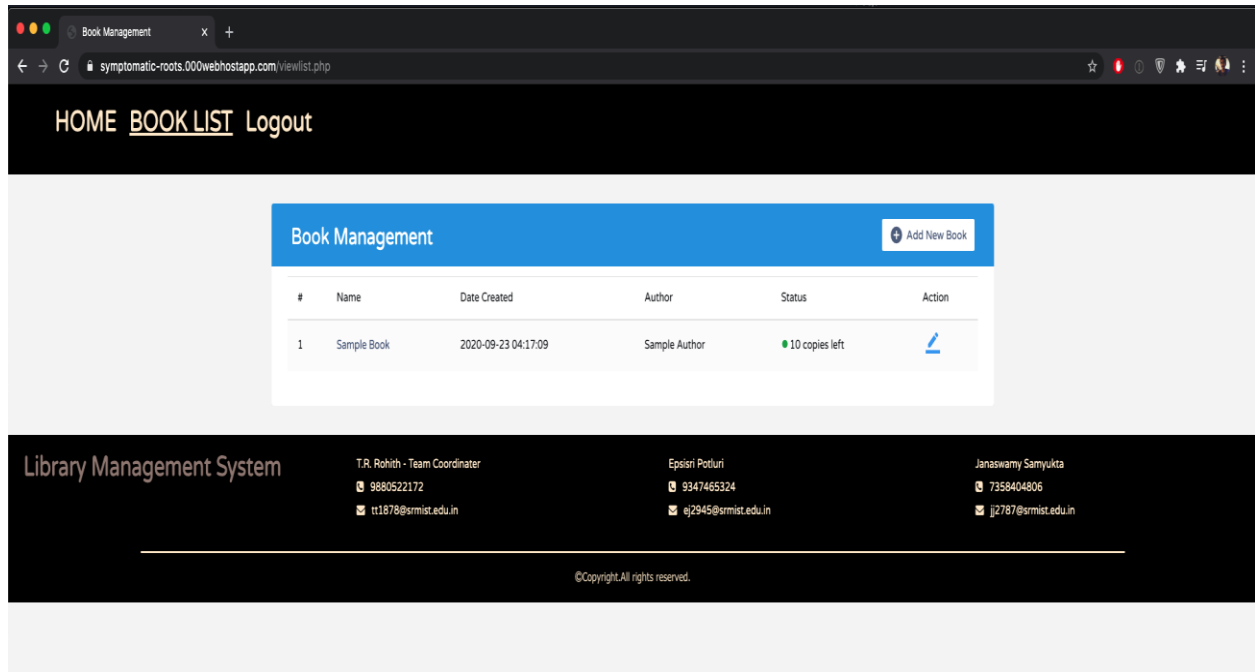 Book Management x +
symptomatic-roots.000webhostapp.com/viewlist.php
HOME BOOK LIST Logout
Book Management
Add New Book
# Name Date Created Author Status Action
1 Sample Book 2020-09-23 04:17:09 Sample Author 10 copies left
Library Management System
T.R. Rohith - Team Coordinater
9880522172
tt1878@srmist.edu.in
Epsisri Potluri
9347465324
ej2945@srmist.edu.in
Janaswamy Samyukta
7358404806
jj2787@srmist.edu.in
©Copyright.All rights reserved.